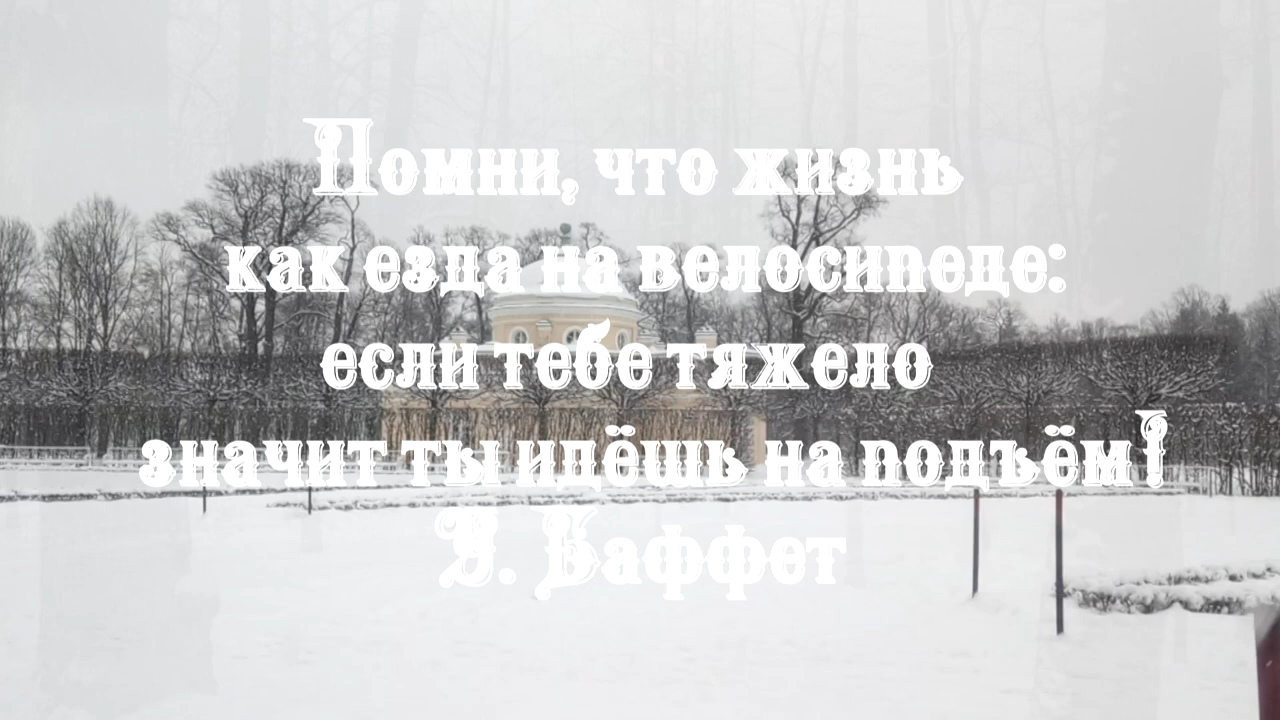 Помни, что жизнь
как езда на велосипеде:
если тебе тяжело
значит ты идёшь на подъём!
У. Баффет